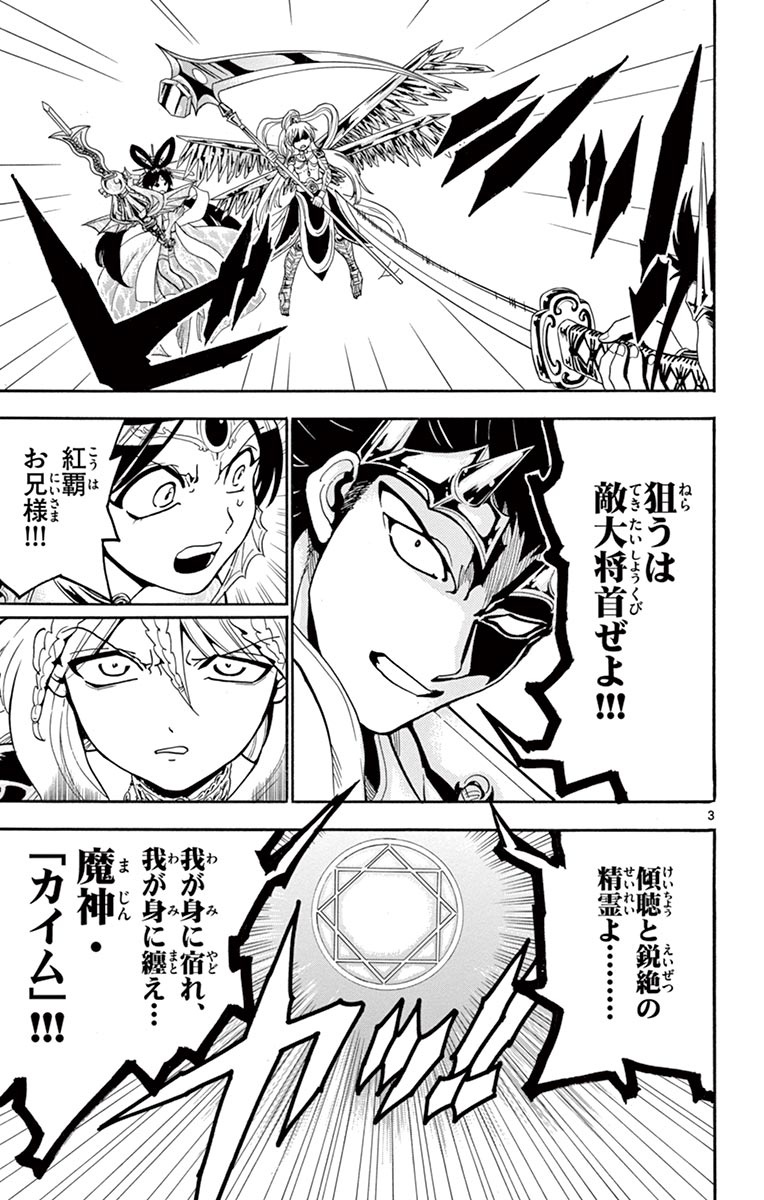 狙うは
敵大将首ぜよ!!!
紅覇
お兄様!!!
3
傾聴と鋭絶の
精霊よ………
我が身に宿れ、
我が身に纏え…
魔神・
「カイム」!!!
カッ!!